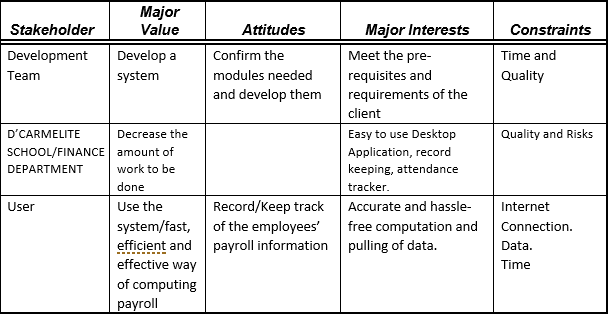 Stakeholder
Major
Value
Attitudes
Major Interests
Constraints
Development
Team
Develop a
system
Confirm the
modules needed
and develop them
Meet the pre-
requisites and
requirements of the
client
Time and
Quality
D’CARMELITE
SCHOOL/FINANCE
DEPARTMENT
Decrease the
amount of
work to be
done
Easy to use Desktop
Application, record
keeping, attendance
tracker.
Quality and Risks
User
Use the
system/fast,
efficient and
effective way
of computing
payroll
Record/Keep track
of the employees’
payroll information
Accurate and hassle-
free computation and
pulling of data.
Internet
Connection.
Data.
Time